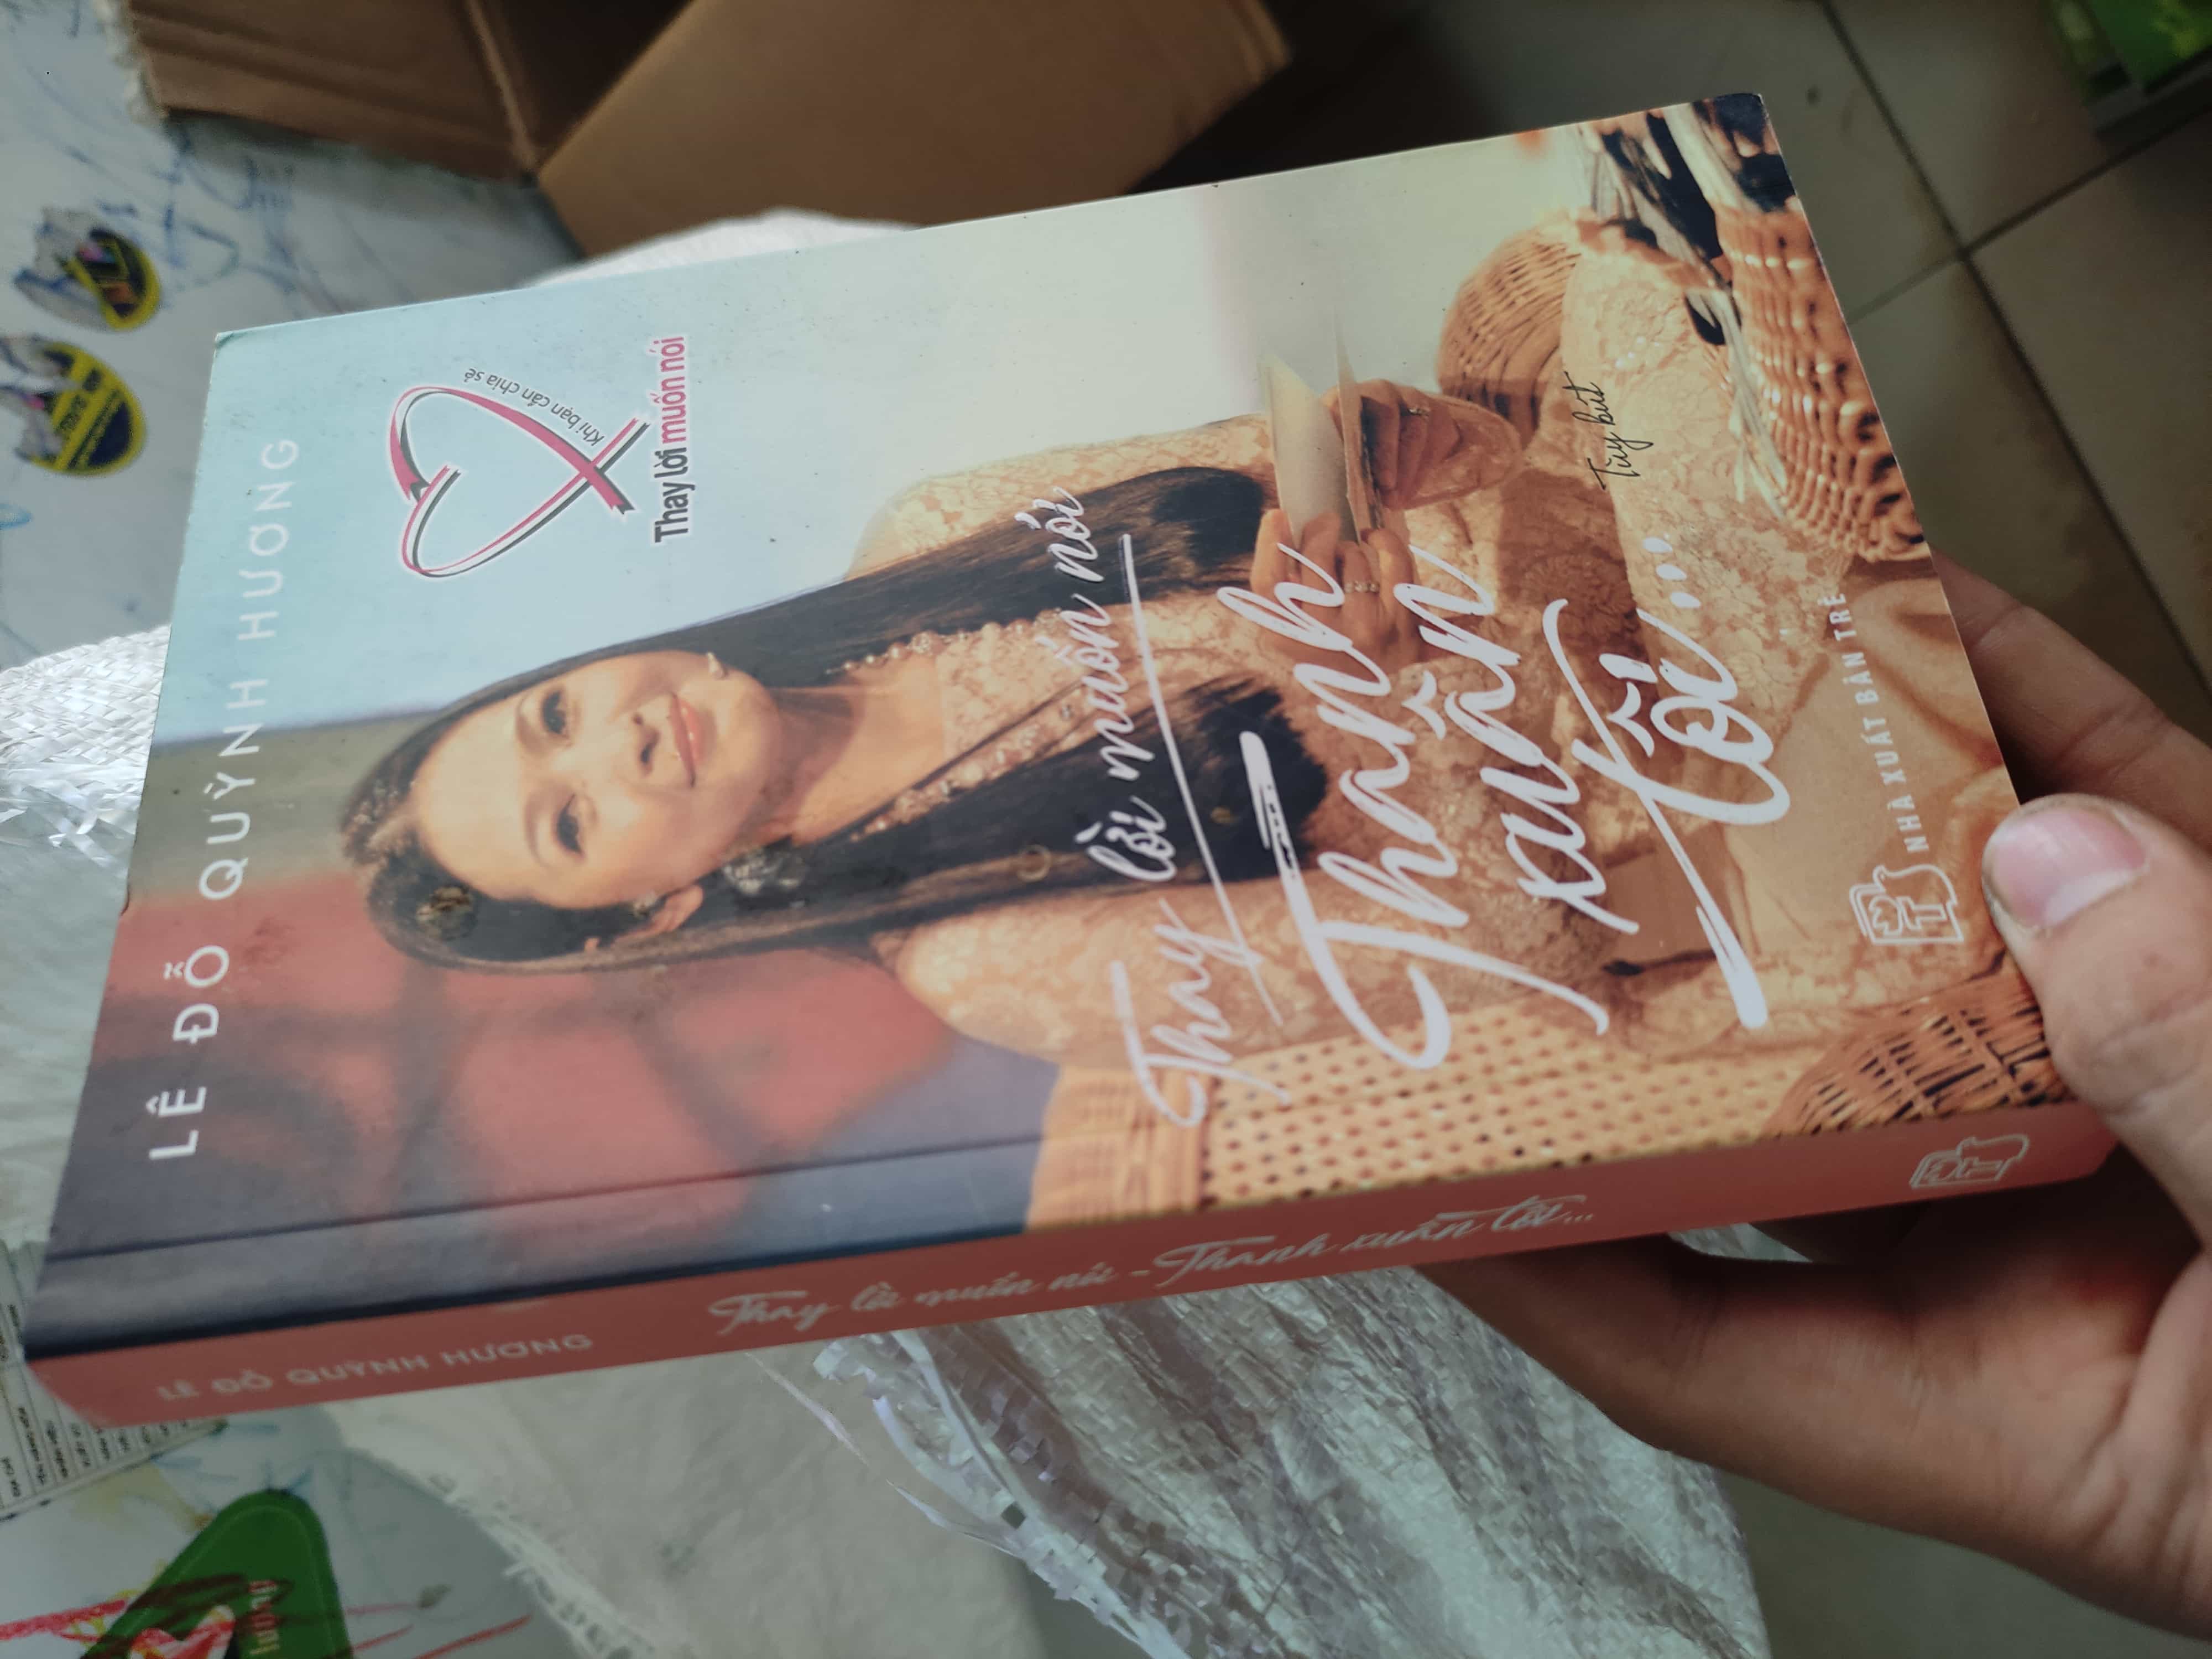 LÊ ĐỖ QUỲNH HƯƠNG
Khi bạn cần chia sẻ
Thay lời muốn nói
Thay lời muốn nói
Thanh
xuân
tôi...
Tùy bút
NHÀ XUẤT BẢN TRẺ
LÊ ĐỖ QUỲNH HƯƠNG
Thay lời muốn nói - Thanh xuân tôi...